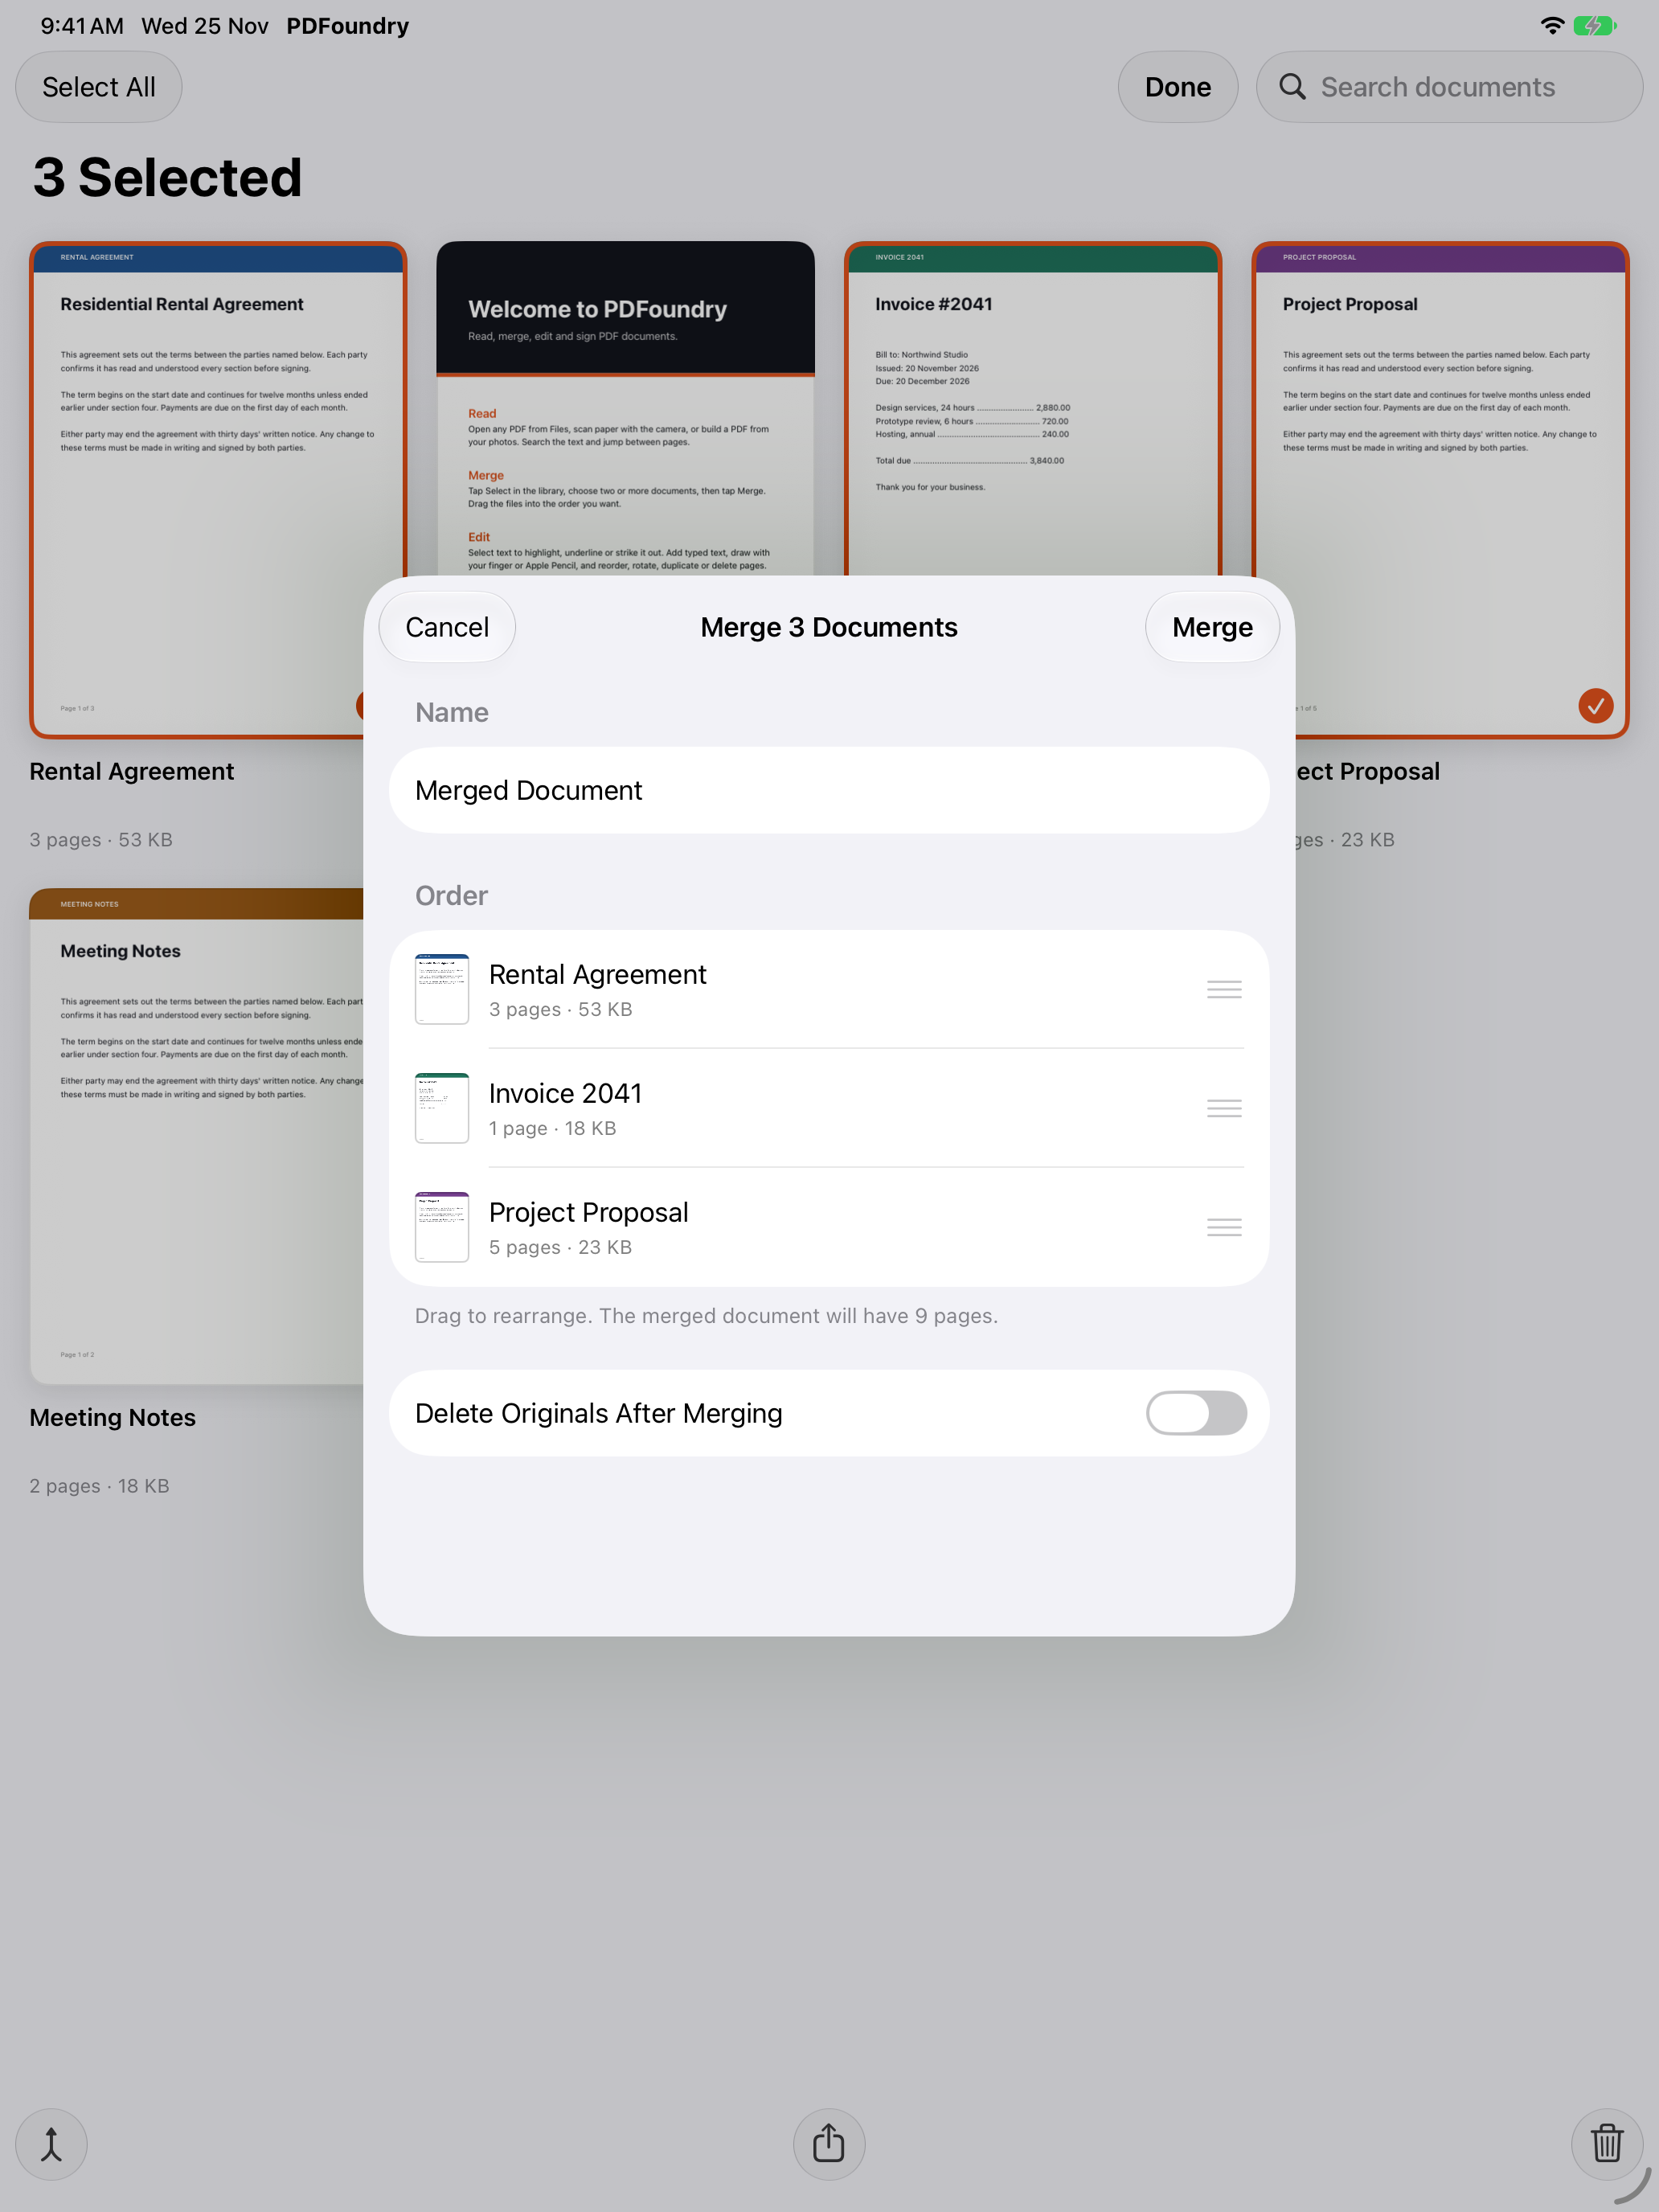 9:41 AM Wed 25 Nov PDFoundry
Select All
Done
Search documents
3 Selected
RENTAL AGREEMENT
Residential Rental Agreement
This agreement sets out the terms between the parties named below. Each party
confirms it has read and understood every section before signing.
The term begins on the start date and continues for twelve months unless ended
earlier under section four. Payments are due on the first day of each month.
Either party may end the agreement with thirty days' written notice. Any change to
these terms must be made in writing and signed by both parties.
Page 1 of 3
Rental Agreement
3 pages · 53 KB
Welcome to PDFoundry
Read, merge, edit and sign PDF documents.
Read
Open any PDF from Files, scan paper with the camera, or build a PDF from
your photos. Search the text and jump between pages.
Merge
Tap Select in the library, choose two or more documents, then tap Merge.
Drag the files into the order you want.
Edit
Select text to highlight, underline or strike it out. Add typed text, draw with
your finger or Apple Pencil, and reorder, rotate, duplicate or delete pages.
INVOICE 2041
Invoice #2041
Bill to: Northwind Studio
Issued: 20 November 2026
Due: 20 December 2026
Design services, 24 hours ........................ 2,880.00
Prototype review, 6 hours ........................ 720.00
Hosting, annual ...................................... 240.00
Total due .......................................... 3,840.00
Thank you for your business.
PROJECT PROPOSAL
Project Proposal
This agreement sets out the terms between the parties named below. Each party
confirms it has read and understood every section before signing.
The term begins on the start date and continues for twelve months unless ended
earlier under section four. Payments are due on the first day of each month.
Either party may end the agreement with thirty days' written notice. Any change to
these terms must be made in writing and signed by both parties.
1 of 5
ect Proposal
ges · 23 KB
MEETING NOTES
Meeting Notes
This agreement sets out the terms between the parties named below. Each part
confirms it has read and understood every section before signing.
The term begins on the start date and continues for twelve months unless ende
earlier under section four. Payments are due on the first day of each month.
Either party may end the agreement with thirty days' written notice. Any change
these terms must be made in writing and signed by both parties.
Page 1 of 2
Meeting Notes
2 pages · 18 KB
Cancel
Merge 3 Documents
Merge
Name
Merged Document
Order
Rental Agreement
3 pages · 53 KB
Invoice 2041
1 page · 18 KB
Project Proposal
5 pages · 23 KB
Drag to rearrange. The merged document will have 9 pages.
Delete Originals After Merging